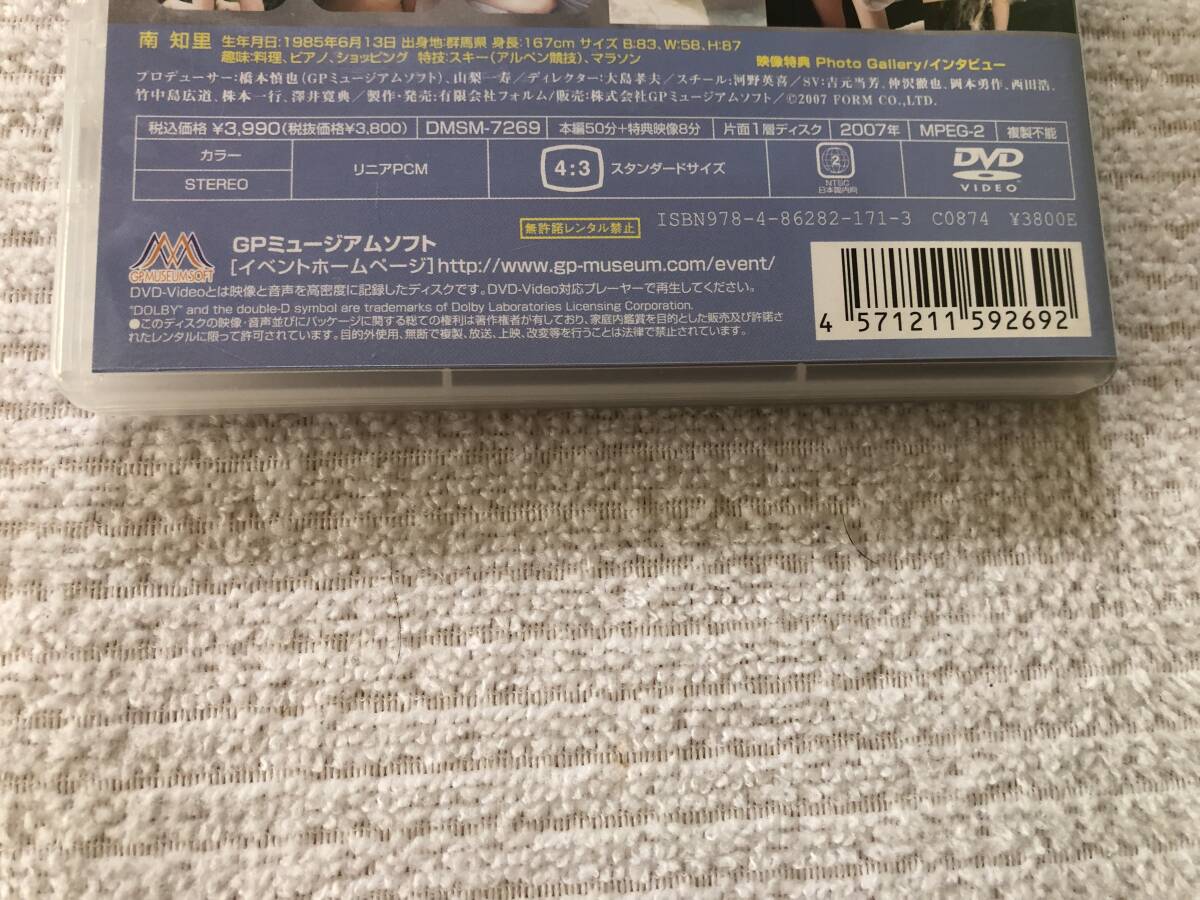 南 知里 生年月日:1985年6月13日 出身地:群馬県 身長:167cm サイズ B:83、W:58、H:87
趣味:料理、ピアノ、ショッピング 特技:スキー(アルペン競技)、マラソン
映像特典 Photo Gallery/インタビュー
プロデューサー:橋本慎也(GPミュージアムソフト)、山梨一寿/ディレクター:大島孝夫/スチール:河野英喜/SV:吉元当芳、仲沢徹也、岡本勇作、西田浩、
竹中島広道、株本一行、澤井寛典/製作・発売:有限会社フォルム/販売:株式会社GPミュージアムソフト/©2007 FORM CO.,LTD.
税込価格 ¥3,990(税抜価格¥3,800) DMSM-7269 本編50分+特典映像8分 片面1層ディスク 2007年 MPEG-2 複製不能
カラー
STEREO
リニアPCM
4:3 スタンダードサイズ
2
NTSC
日本国内向
DVD
VIDEO
無許諾レンタル禁止
ISBN978-4-86282-171-3 C0874 ¥3800E
GPMUSEUMSOFT
GPミュージアムソフト
[イベントホームページ]http://www.gp-museum.com/event/
DVD-Videoとは映像と音声を高密度に記録したディスクです。DVD-Video対応プレーヤーで再生してください。
"DOLBY" and the double-D symbol are trademarks of Dolby Laboratories Licensing Corporation.
●このディスクの映像・音声並びにパッケージに関する総ての権利は著作権者が有しており、家庭内鑑賞を目的とした販売及び許諾さ
れたレンタルに限って許可されています。目的外使用、無断で複製、放送、上映、改変等を行うことは法律で禁止されています。
4 571211 592692